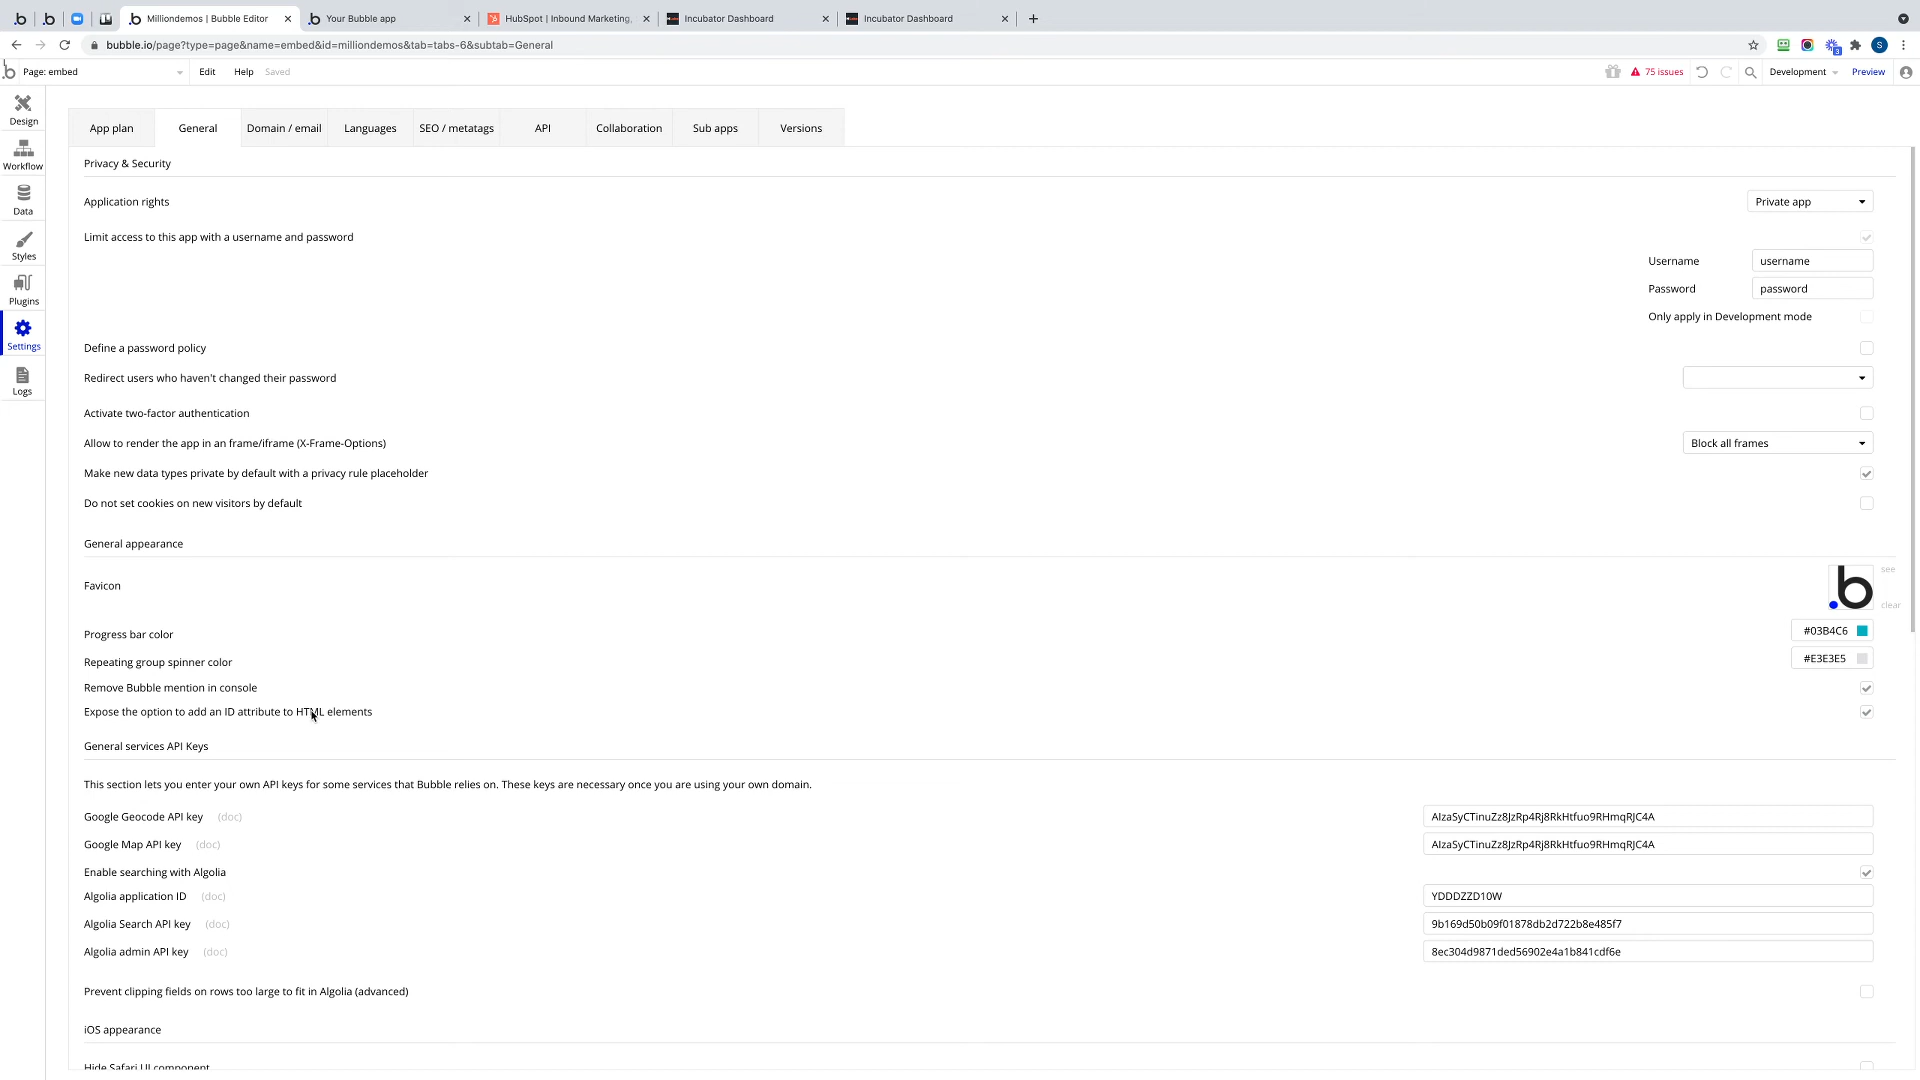 Milliondemos | Bubble Editor
Your Bubble app
HubSpot | Inbound Marketing,
Incubator Dashboard
Incubator Dashboard
bubble.io/page?type=page&name=embed&id=milliondemos&tab=tabs-6&subtab=General
S
Page: embed
Edit
Help
Saved
75 issues
Development
Preview
Design
Workflow
Data
Styles
Plugins
Settings
Logs
App plan
General
Domain / email
Languages
SEO / metatags
API
Collaboration
Sub apps
Versions
Privacy & Security
Application rights
Private app
Limit access to this app with a username and password
Username
username
Password
password
Only apply in Development mode
Define a password policy
Redirect users who haven't changed their password
Activate two-factor authentication
Allow to render the app in an frame/iframe (X-Frame-Options)
Block all frames
Make new data types private by default with a privacy rule placeholder
Do not set cookies on new visitors by default
General appearance
Favicon
see
clear
Progress bar color
#03B4C6
Repeating group spinner color
#E3E3E5
Remove Bubble mention in console
Expose the option to add an ID attribute to HTML elements
General services API Keys
This section lets you enter your own API keys for some services that Bubble relies on. These keys are necessary once you are using your own domain.
Google Geocode API key (doc)
AIzaSyCTinuZz8JzRp4Rj8RkHtfuo9RHmqRJC4A
Google Map API key (doc)
AIzaSyCTinuZz8JzRp4Rj8RkHtfuo9RHmqRJC4A
Enable searching with Algolia
Algolia application ID (doc)
YDDDZZD10W
Algolia Search API key (doc)
9b169d50b09f01878db2d722b8e485f7
Algolia admin API key (doc)
8ec304d9871ded56902e4a1b841cdf6e
Prevent clipping fields on rows too large to fit in Algolia (advanced)
iOS appearance
Hide Safari UI component